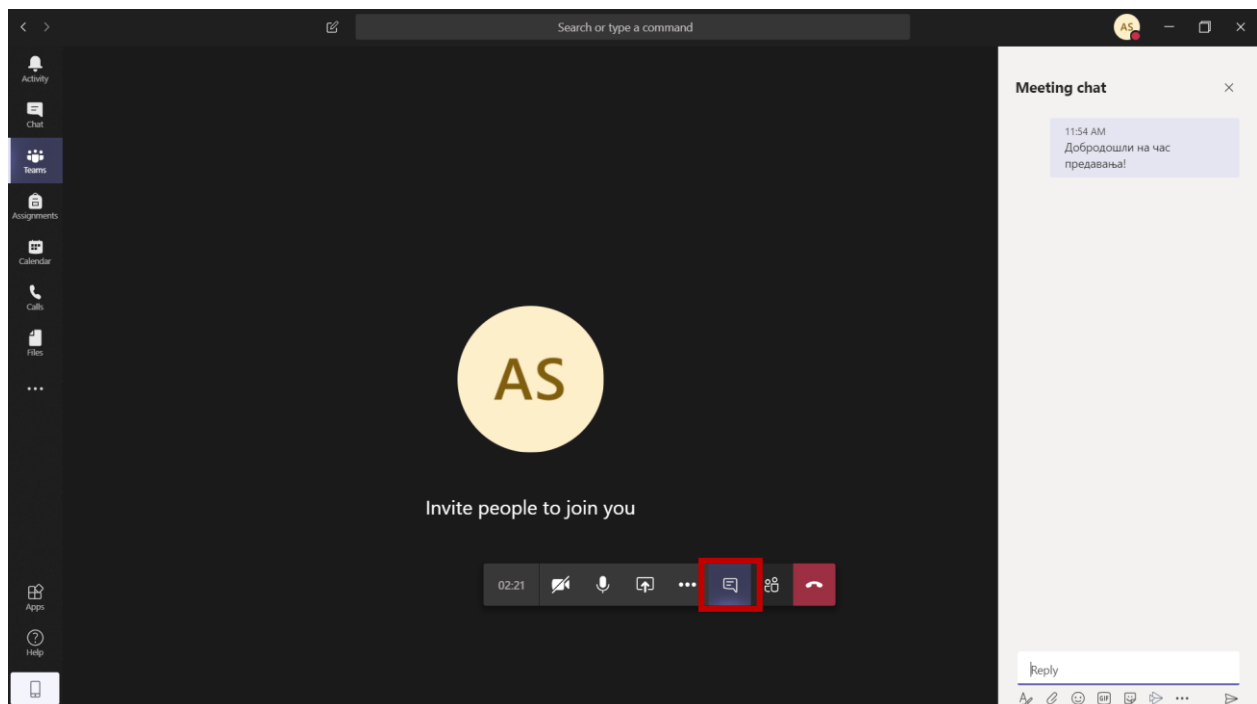 Search or type a command
AS
Activity
Chat
Teams
Assignments
Calendar
Calls
Files
Apps
Help
AS
Invite people to join you
02:21
Meeting chat
11:54 AM
Добродошли на час
предавања!
Reply
GIF